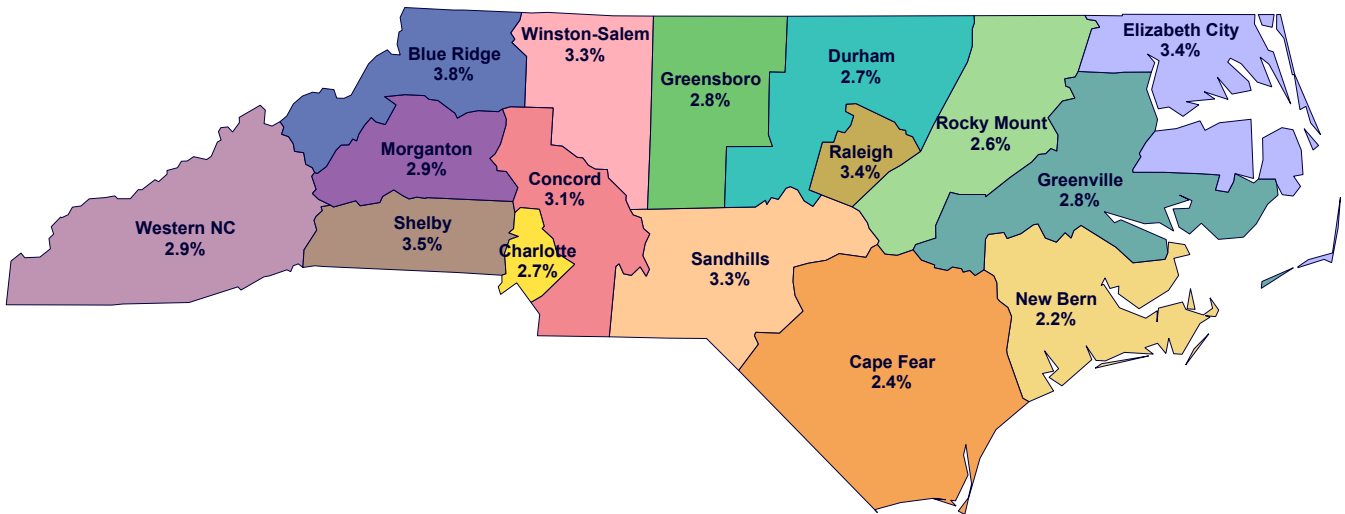 Blue Ridge
3.8%
Winston-Salem
3.3%
Greensboro
2.8%
Durham
2.7%
Elizabeth City
3.4%
Rocky Mount
2.6%
Raleigh
3.4%
Morganton
2.9%
Concord
3.1%
Greenville
2.8%
Western NC
2.9%
Shelby
3.5%
Charlotte
2.7%
Sandhills
3.3%
New Bern
2.2%
Cape Fear
2.4%